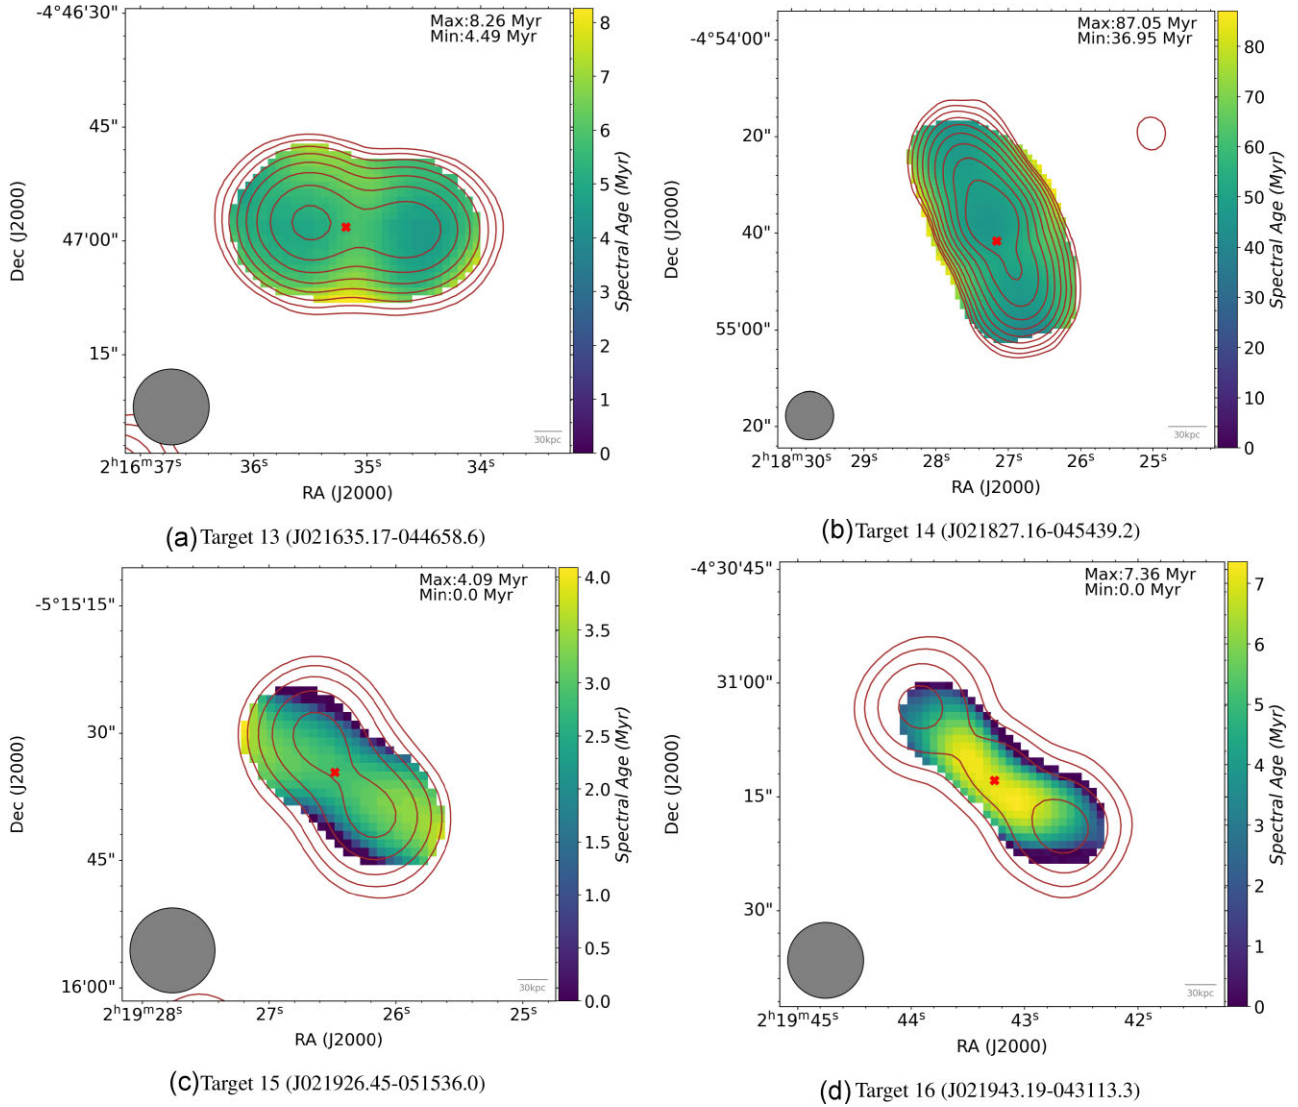 -4°46'30"
Max:8.26 Myr
Min:4.49 Myr
45"
47'00"
15"
Dec (J2000)
2ʰ16ᵐ37ˢ
36ˢ
35ˢ
34ˢ
RA (J2000)
30kpc
8
7
6
5
4
3
2
1
0
Spectral Age (Myr)
(a) Target 13 (J021635.17-044658.6)
-4°54'00"
Max:87.05 Myr
Min:36.95 Myr
20"
40"
55'00"
20"
Dec (J2000)
2ʰ18ᵐ30ˢ
29ˢ
28ˢ
27ˢ
26ˢ
25ˢ
RA (J2000)
30kpc
80
70
60
50
40
30
20
10
0
Spectral Age (Myr)
(b) Target 14 (J021827.16-045439.2)
-5°15'15"
Max:4.09 Myr
Min:0.0 Myr
30"
45"
16'00"
Dec (J2000)
2ʰ19ᵐ28ˢ
27ˢ
26ˢ
25ˢ
RA (J2000)
30kpc
4.0
3.5
3.0
2.5
2.0
1.5
1.0
0.5
0.0
Spectral Age (Myr)
(c) Target 15 (J021926.45-051536.0)
-4°30'45"
Max:7.36 Myr
Min:0.0 Myr
31'00"
15"
30"
Dec (J2000)
2ʰ19ᵐ45ˢ
44ˢ
43ˢ
42ˢ
RA (J2000)
30kpc
7
6
5
4
3
2
1
0
Spectral Age (Myr)
(d) Target 16 (J021943.19-043113.3)